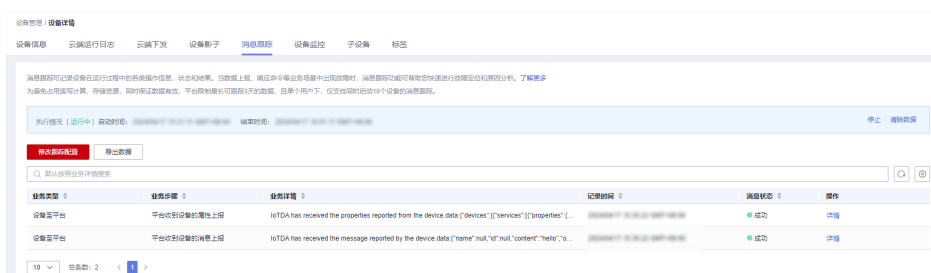 设备管理 / 设备详情
设备信息 云端运行日志 云端下发 设备影子 消息跟踪 设备监控 子设备 标签
消息跟踪可记录设备在运行过程中的各类操作信息、状态和结果。当数据上报、响应命令等业务场景中出现故障时，消息跟踪功能可帮助您快速进行故障定位和原因分析。了解更多
为避免占用读写计算、存储资源，同时保证数据有效，平台限制最长可跟踪3天的数据，且单个用户下，仅支持同时启动10个设备的消息跟踪。
执行情况 [ 运行中 ] 启动时间： 结束时间： 停止 清除数据
修改跟踪配置 导出数据
默认按照业务详情搜索
业务类型 业务步骤 业务详情 记录时间 消息状态 操作
设备至平台 平台收到设备的属性上报 IoTDA has received the properties reported from the device.data:{"devices":[{"services":[{"properties":{... 成功 详情
设备至平台 平台收到设备的消息上报 IoTDA has received the message reported by the device.data:{"name":null,"id":null,"content":"hello","o... 成功 详情
10 总条数：2 < 1 >